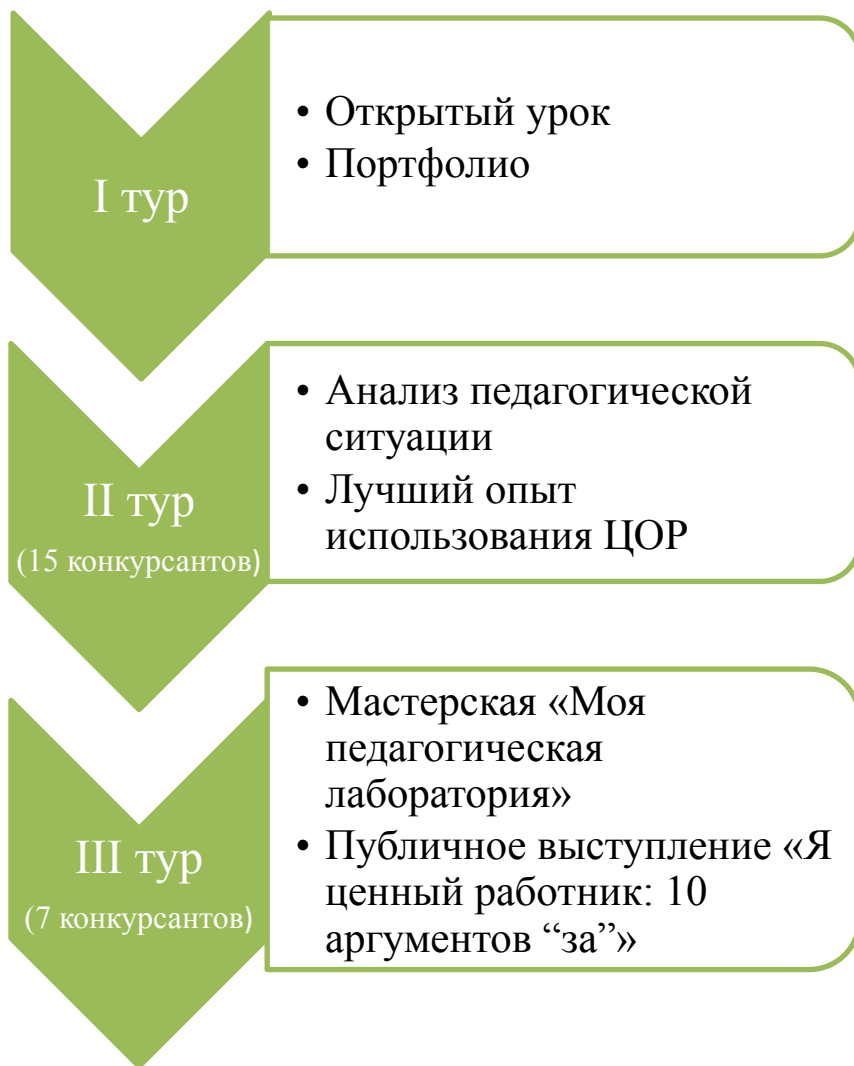 I тур
• Открытый урок
• Портфолио
II тур
(15 конкурсантов)
• Анализ педагогической
ситуации
• Лучший опыт
использования ЦОР
III тур
(7 конкурсантов)
• Мастерская «Моя
педагогическая
лаборатория»
• Публичное выступление «Я
ценный работник: 10
аргументов “за”»